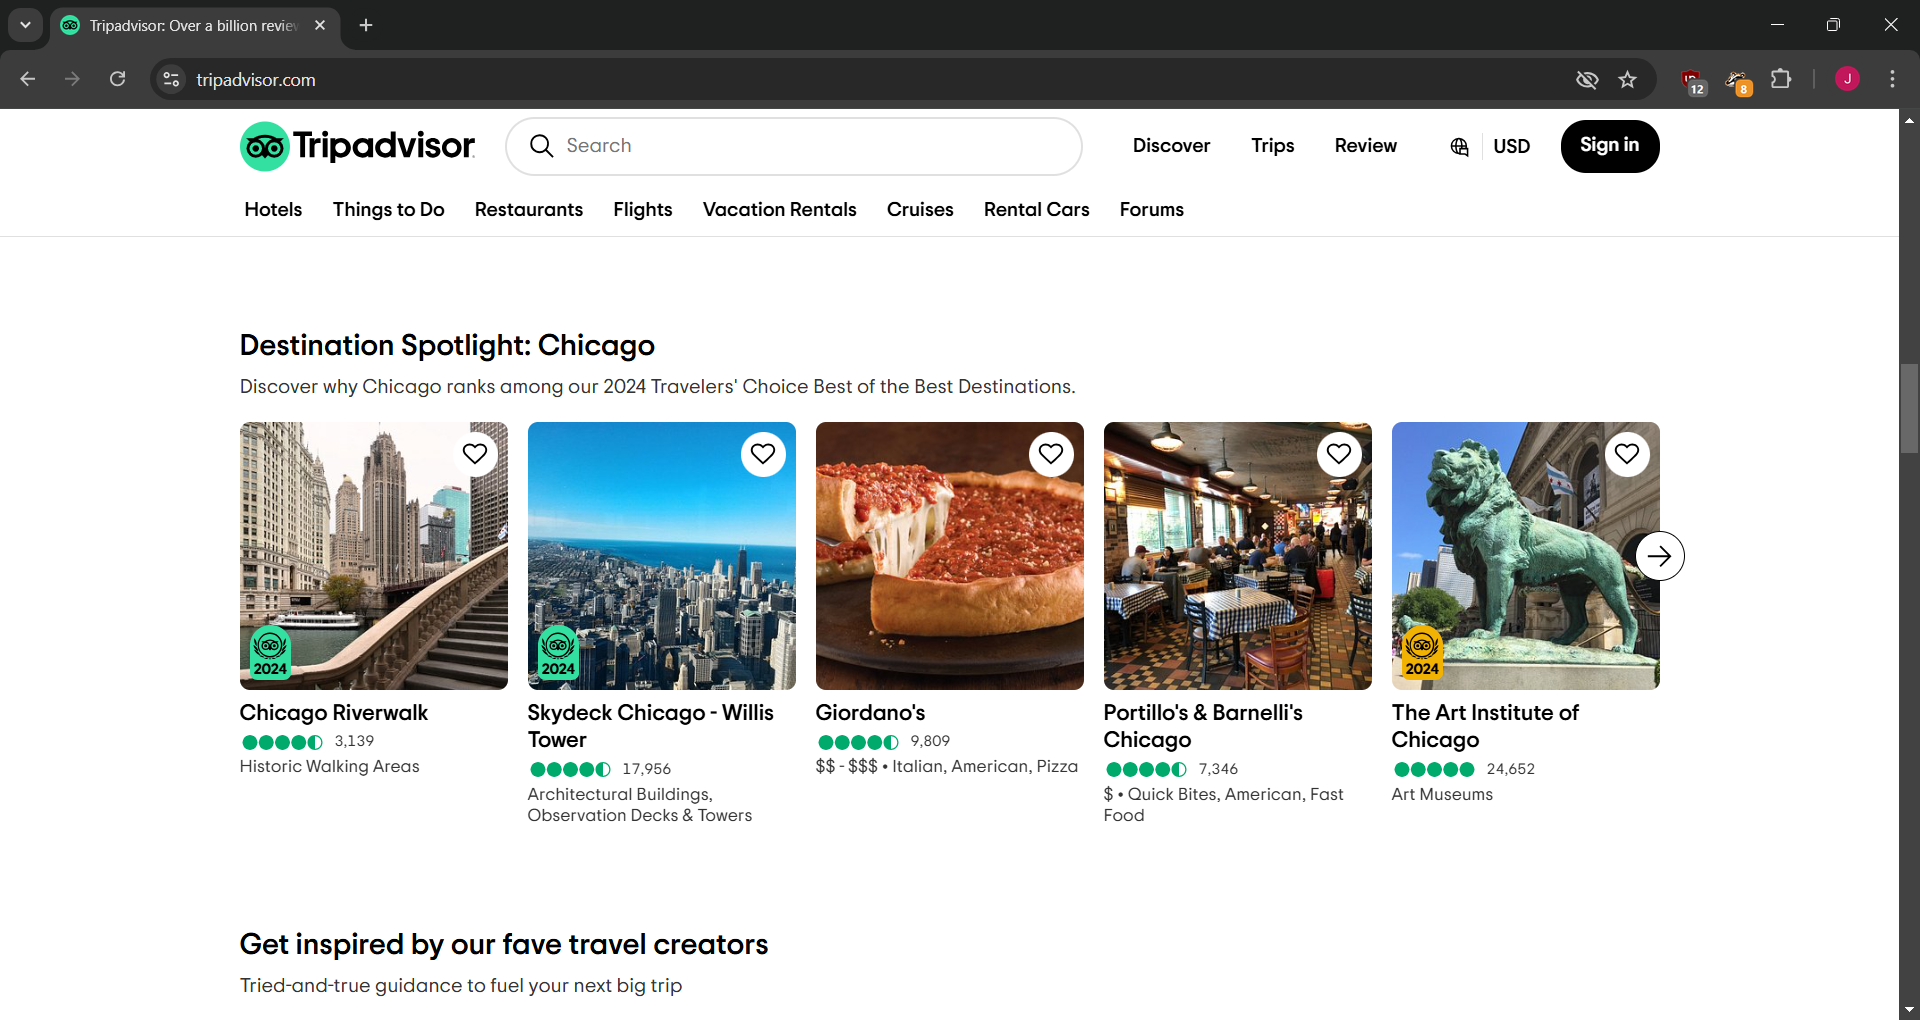 Tripadvisor: Over a billion revie
12
8
J
tripadvisor.com
Tripadvisor
Search
Discover
Trips
Review
USD
Sign in
Hotels
Things to Do
Restaurants
Flights
Vacation Rentals
Cruises
Rental Cars
Forums
Destination Spotlight: Chicago
Discover why Chicago ranks among our 2024 Travelers' Choice Best of the Best Destinations.
2024
2024
2024
Chicago Riverwalk
3,139
Historic Walking Areas
Skydeck Chicago - Willis
Tower
17,956
Architectural Buildings,
Observation Decks & Towers
Giordano's
9,809
$$ - $$$ • Italian, American, Pizza
Portillo's & Barnelli's
Chicago
7,346
$ • Quick Bites, American, Fast
Food
The Art Institute of
Chicago
24,652
Art Museums
Get inspired by our fave travel creators
Tried-and-true guidance to fuel your next big trip